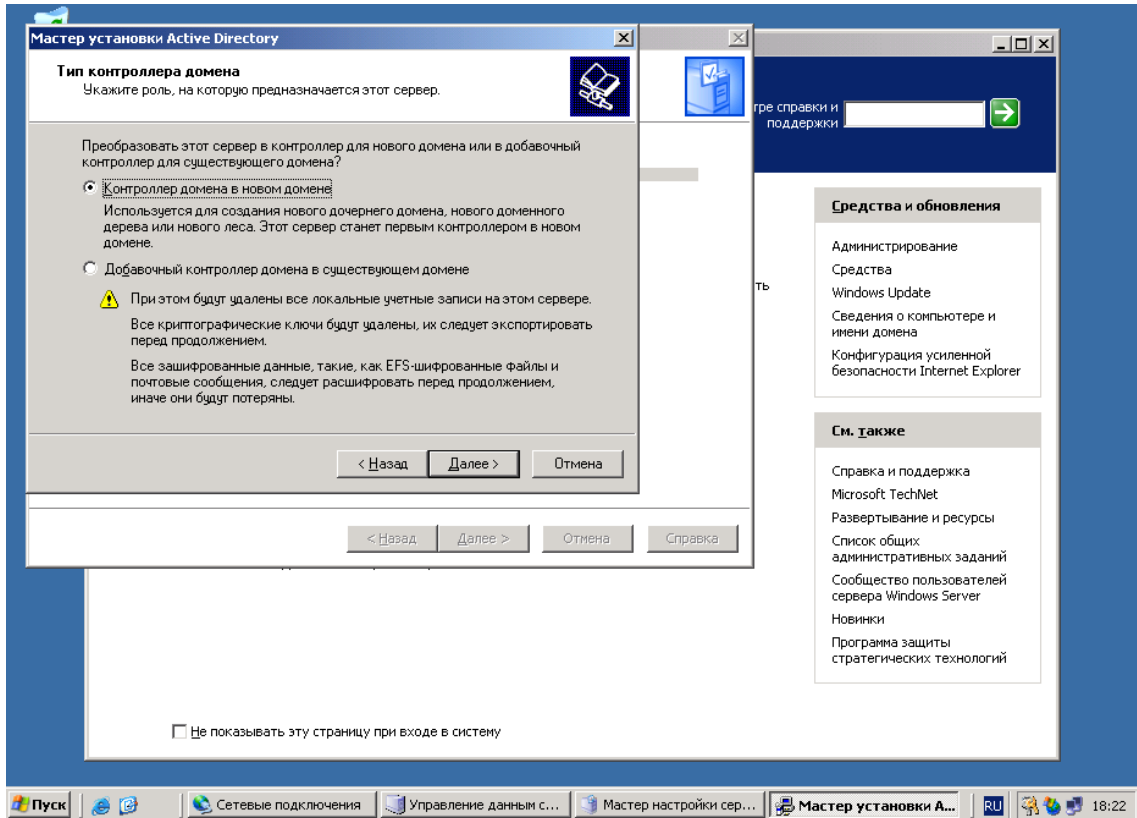 Мастер установки Active Directory
Тип контроллера домена
Укажите роль, на которую предназначается этот сервер.
Преобразовать этот сервер в контроллер для нового домена или в добавочный
контроллер для существующего домена?
Контроллер домена в новом домене
Используется для создания нового дочернего домена, нового доменного
дерева или нового леса. Этот сервер станет первым контроллером в новом
домене.
Добавочный контроллер домена в существующем домене
При этом будут удалены все локальные учетные записи на этом сервере.
Все криптографические ключи будут удалены, их следует экспортировать
перед продолжением.
Все зашифрованные данные, такие, как EFS-шифрованные файлы и
почтовые сообщения, следует расшифровать перед продолжением,
иначе они будут потеряны.
< Назад
Далее >
Отмена
< Назад
Далее >
Отмена
Справка
тре справки и
поддержки
ть
Средства и обновления
Администрирование
Средства
Windows Update
Сведения о компьютере и
имени домена
Конфигурация усиленной
безопасности Internet Explorer
См. также
Справка и поддержка
Microsoft TechNet
Развертывание и ресурсы
Список общих
административных заданий
Сообщество пользователей
сервера Windows Server
Новинки
Программа защиты
стратегических технологий
Не показывать эту страницу при входе в систему
Пуск
Сетевые подключения
Управление данным с...
Мастер настройки сер...
Мастер установки A...
RU
18:22